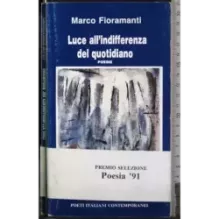 Marco Fioramanti
Luce all'indifferenza
del quotidiano
POESIE
PREMIO SELEZIONE
Poesia '91
POETI ITALIANI CONTEMPORANEI